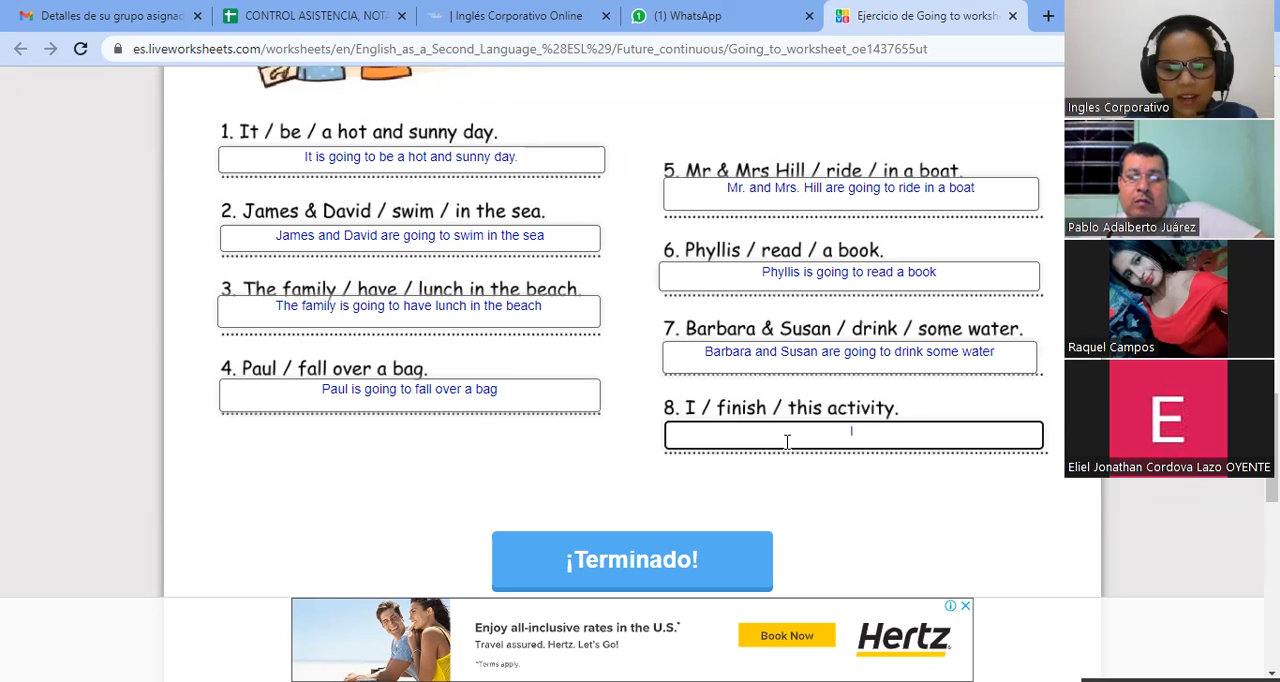 Detalles de su grupo asignad
CONTROL ASISTENCIA, NOTA
| Inglés Corporativo Online
(1) WhatsApp
Ejercicio de Going to worksh
es.liveworksheets.com/worksheets/en/English_as_a_Second_Language_%28ESL%29/Future_continuous/Going_to_worksheet_oe1437655ut
1. It / be / a hot and sunny day.
It is going to be a hot and sunny day.
2. James & David / swim / in the sea.
James and David are going to swim in the sea
3. The family / have / lunch in the beach.
The family is going to have lunch in the beach
4. Paul / fall over a bag.
Paul is going to fall over a bag
5. Mr & Mrs Hill / ride / in a boat.
Mr. and Mrs. Hill are going to ride in a boat
6. Phyllis / read / a book.
Phyllis is going to read a book
7. Barbara & Susan / drink / some water.
Barbara and Susan are going to drink some water
8. I / finish / this activity.
I
¡Terminado!
Enjoy all-inclusive rates in the U.S.*
Travel assured. Hertz. Let's Go!
*Terms apply.
Book Now
Hertz.
Ingles Corporativo
Pablo Adalberto Juárez
Raquel Campos
E
Eliel Jonathan Cordova Lazo OYENTE